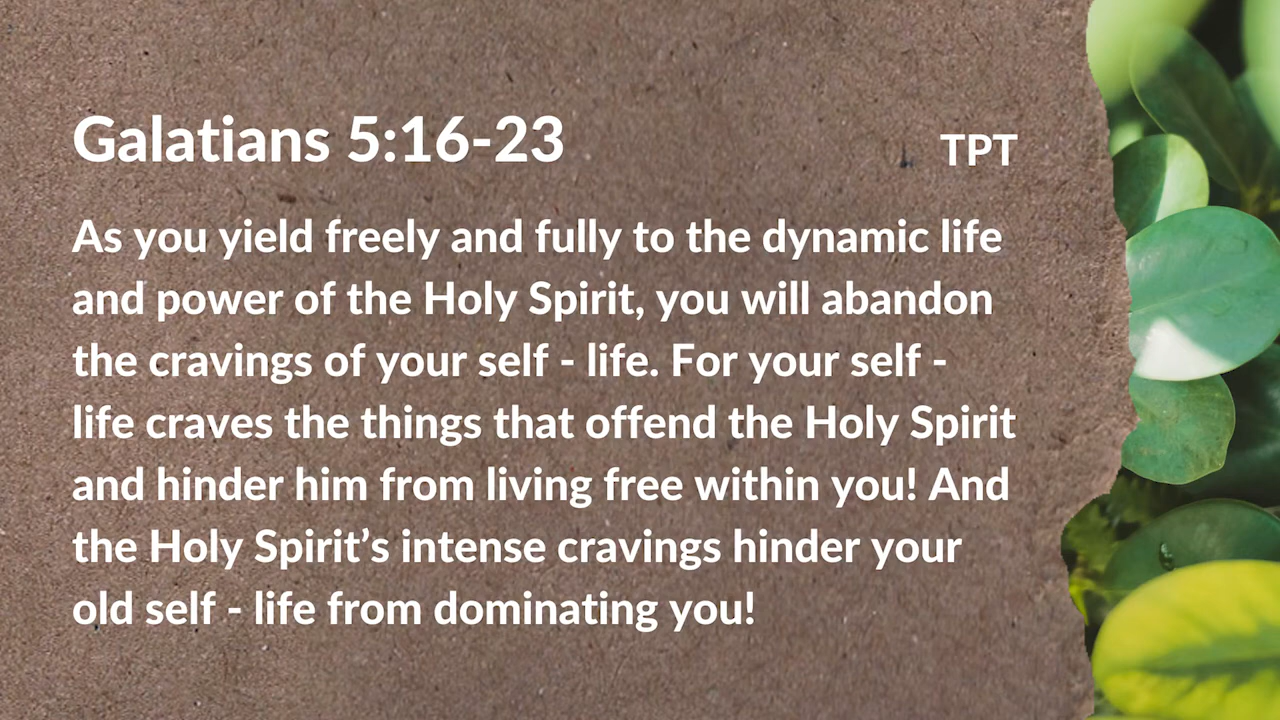 Galatians 5:16-23 TPT
As you yield freely and fully to the dynamic life
and power of the Holy Spirit, you will abandon
the cravings of your self - life. For your self -
life craves the things that offend the Holy Spirit
and hinder him from living free within you! And
the Holy Spirit’s intense cravings hinder your
old self - life from dominating you!